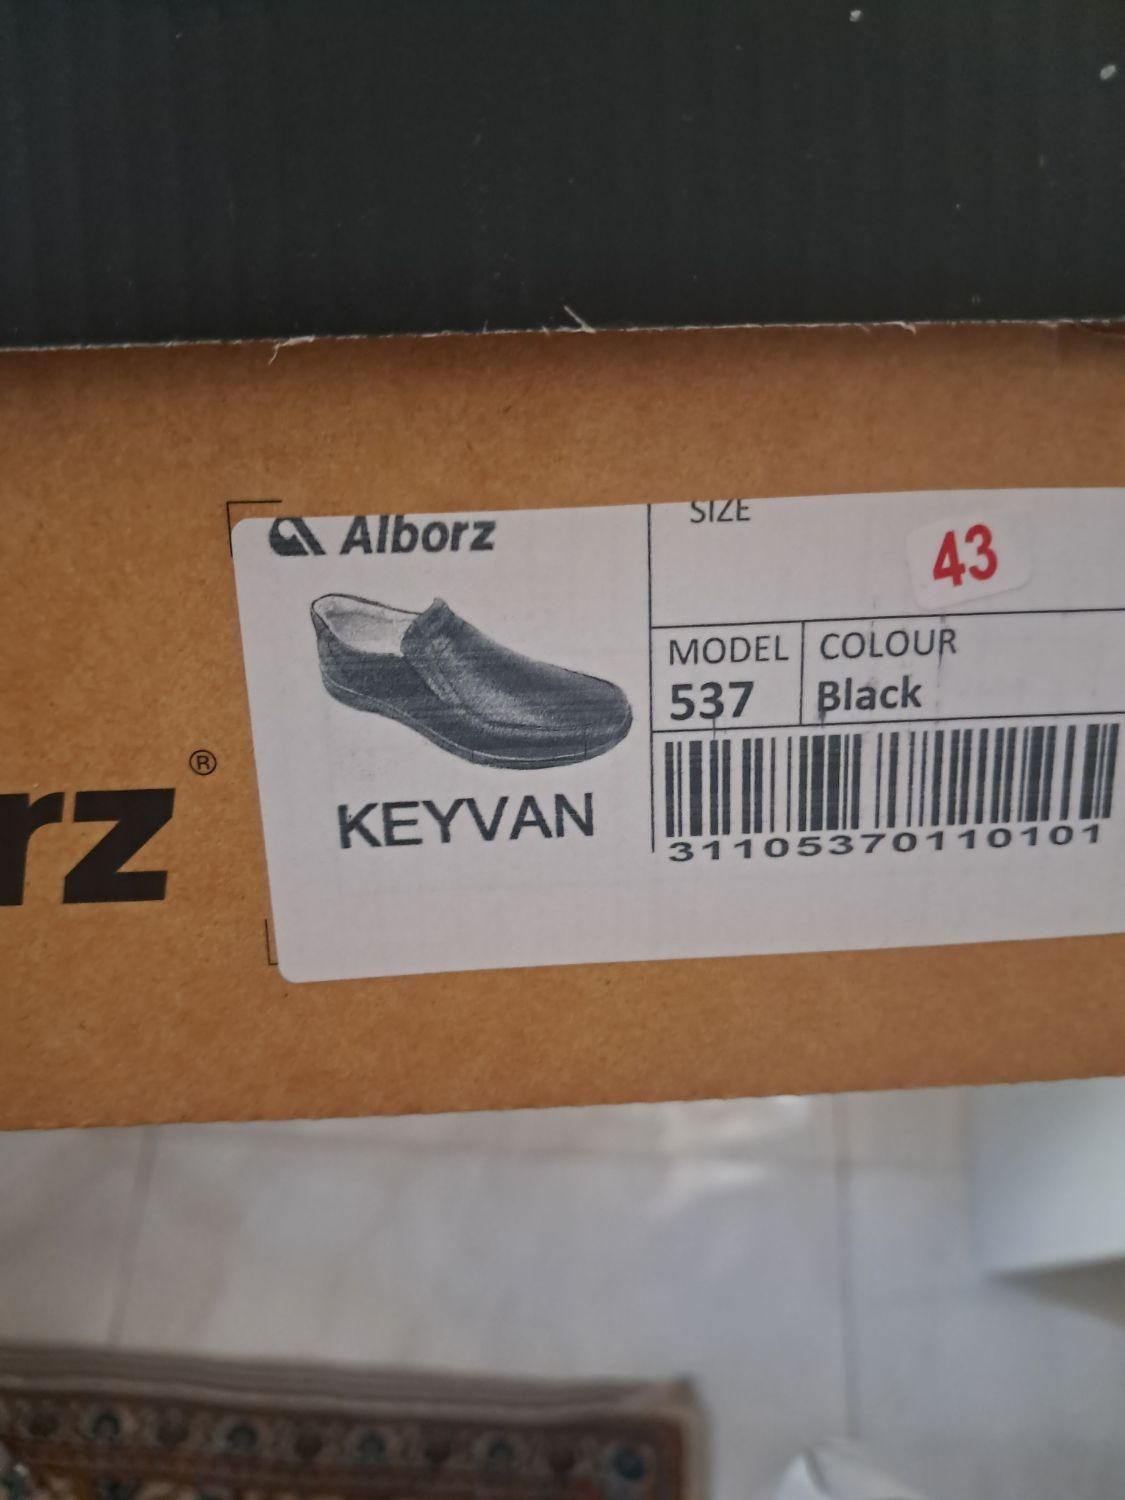 Alborz
SIZE
43
MODEL
537
COLOUR
Black
KEYVAN
31105370110101
rz®